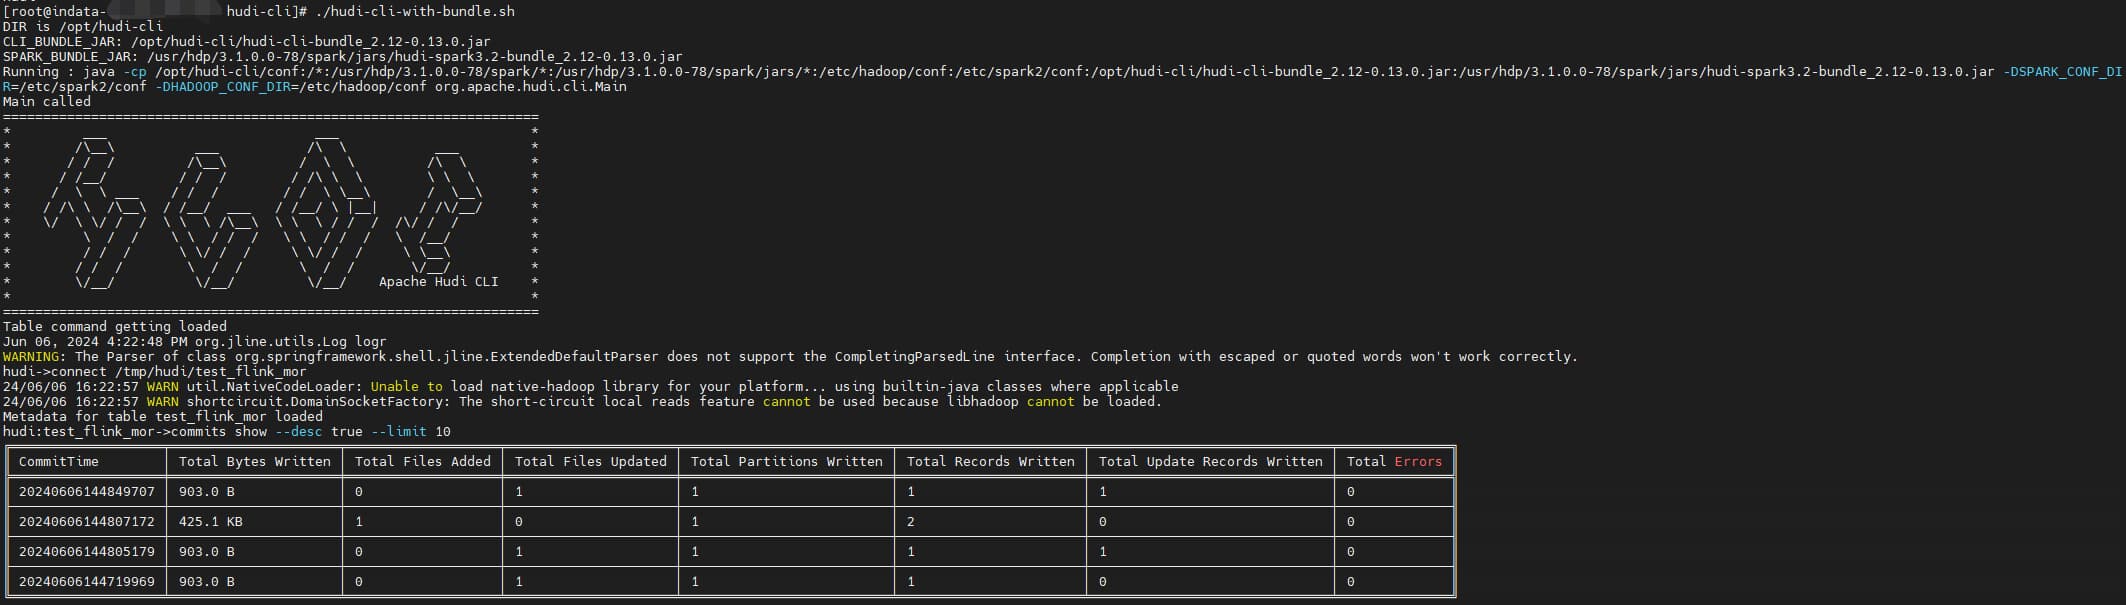 [root@indata- hudi-cli]# ./hudi-cli-with-bundle.sh
DIR is /opt/hudi-cli
CLI_BUNDLE_JAR: /opt/hudi-cli/hudi-cli-bundle_2.12-0.13.0.jar
SPARK_BUNDLE_JAR: /usr/hdp/3.1.0.0-78/spark/jars/hudi-spark3.2-bundle_2.12-0.13.0.jar
Running : java -cp /opt/hudi-cli/conf:/*:/usr/hdp/3.1.0.0-78/spark/*:/usr/hdp/3.1.0.0-78/spark/jars/*:/etc/hadoop/conf:/etc/spark2/conf:/opt/hudi-cli/hudi-cli-bundle_2.12-0.13.0.jar:/usr/hdp/3.1.0.0-78/spark/jars/hudi-spark3.2-bundle_2.12-0.13.0.jar -DSPARK_CONF_DI
R=/etc/spark2/conf -DHADOOP_CONF_DIR=/etc/hadoop/conf org.apache.hudi.cli.Main
Main called
Apache Hudi CLI
Table command getting loaded
Jun 06, 2024 4:22:48 PM org.jline.utils.Log logr
WARNING: The Parser of class org.springframework.shell.jline.ExtendedDefaultParser does not support the CompletingParsedLine interface. Completion with escaped or quoted words won't work correctly.
hudi->connect /tmp/hudi/test_flink_mor
24/06/06 16:22:57 WARN util.NativeCodeLoader: Unable to load native-hadoop library for your platform... using builtin-java classes where applicable
24/06/06 16:22:57 WARN shortcircuit.DomainSocketFactory: The short-circuit local reads feature cannot be used because libhadoop cannot be loaded.
Metadata for table test_flink_mor loaded
hudi:test_flink_mor->commits show --desc true --limit 10
CommitTime Total Bytes Written Total Files Added Total Files Updated Total Partitions Written Total Records Written Total Update Records Written Total Errors
20240606144849707 903.0 B 0 1 1 1 1 0
20240606144807172 425.1 KB 1 0 1 2 0 0
20240606144805179 903.0 B 0 1 1 1 1 0
20240606144719969 903.0 B 0 1 1 1 0 0